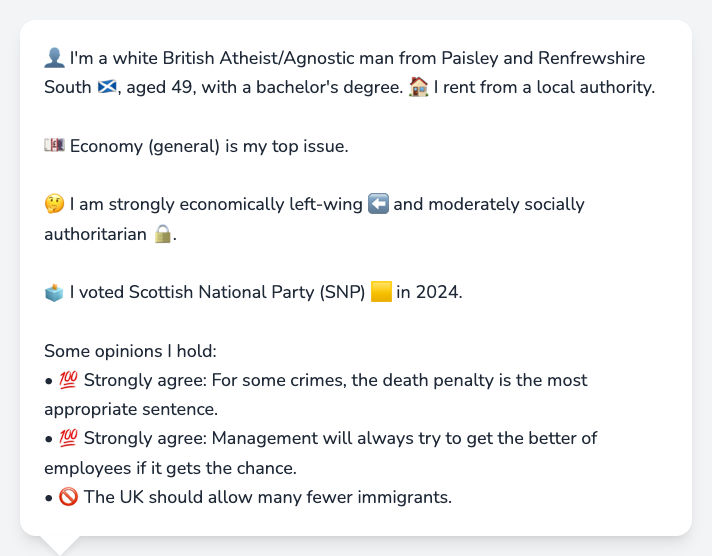 👤 I'm a white British Atheist/Agnostic man from Paisley and Renfrewshire
South 🏴󠁧󠁢󠁳󠁣󠁴󠁿, aged 49, with a bachelor's degree. 🏠 I rent from a local authority.
💷 Economy (general) is my top issue.
🤔 I am strongly economically left-wing ⬅️ and moderately socially
authoritarian 🔒.
🗳️ I voted Scottish National Party (SNP) 🟨 in 2024.
Some opinions I hold:
• 💯 Strongly agree: For some crimes, the death penalty is the most
appropriate sentence.
• 💯 Strongly agree: Management will always try to get the better of
employees if it gets the chance.
• 🚫 The UK should allow many fewer immigrants.